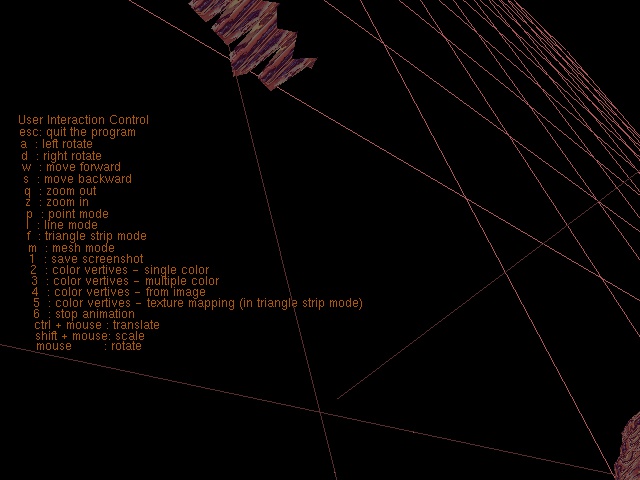 User Interaction Control
esc: quit the program
a : left rotate
d : right rotate
w : move forward
s : move backward
q : zoom out
z : zoom in
p : point mode
l : line mode
f : triangle strip mode
m : mesh mode
1 : save screenshot
2 : color vertives - single color
3 : color vertives - multiple color
4 : color vertives - from image
5 : color vertives - texture mapping (in triangle strip mode)
6 : stop animation
ctrl + mouse : translate
shift + mouse: scale
mouse : rotate